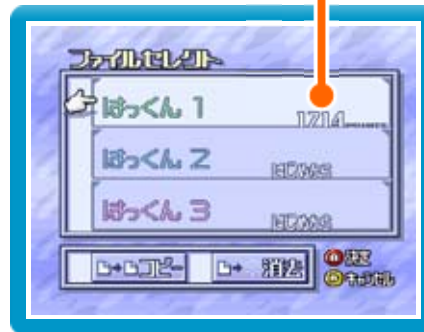 ファイルセレクト
はっくん 1
1714
はっくん 2
はじめから
はっくん 3
はじめから
コピー
消去
決定
キャンセル